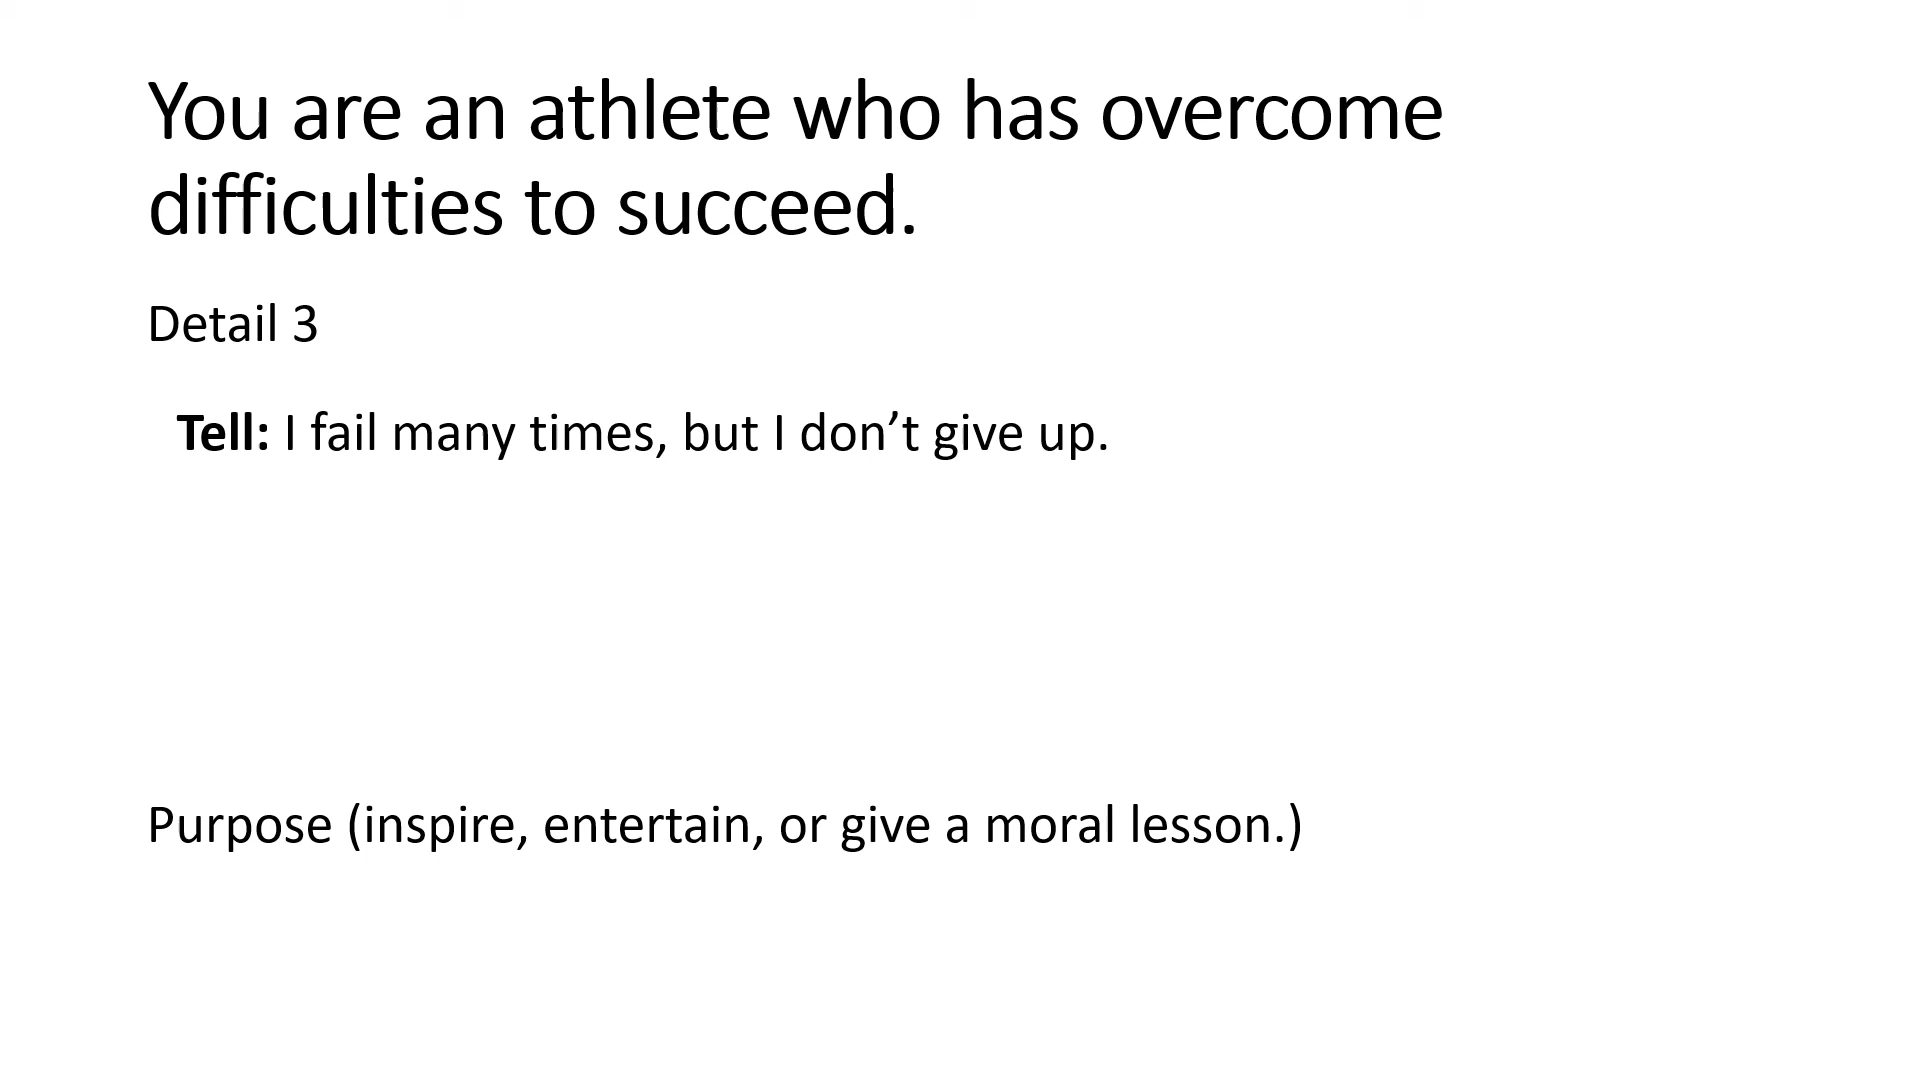 You are an athlete who has overcome
difficulties to succeed.
Detail 3
Tell: I fail many times, but I don’t give up.
Purpose (inspire, entertain, or give a moral lesson.)